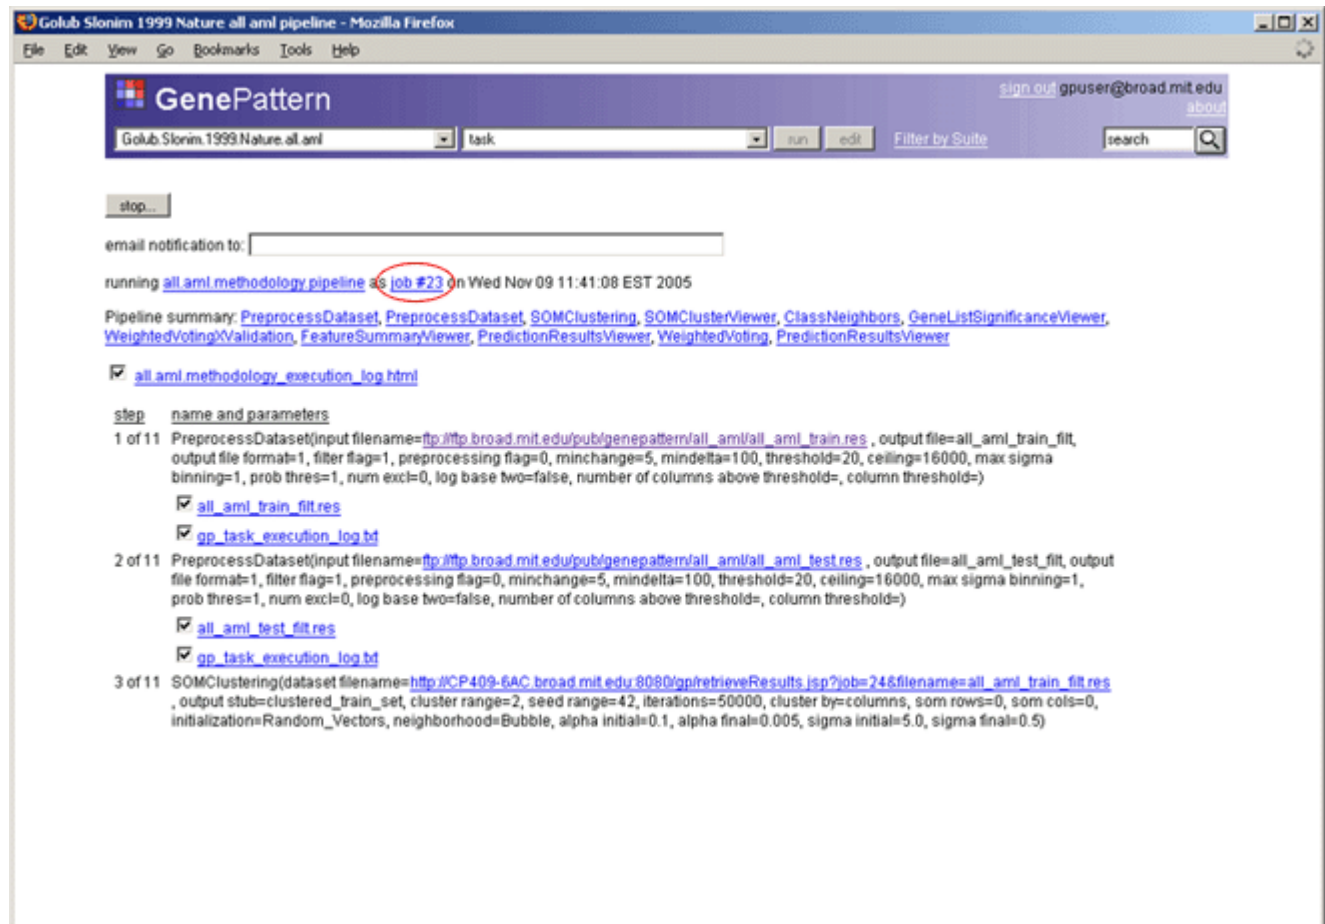 Golub Slonim 1999 Nature all aml pipeline - Mozilla Firefox
File Edit View Go Bookmarks Tools Help
GenePattern
sign out gpuser@broad.mit.edu
about
Golub.Slonim.1999.Nature.all.aml task run edit Filter by Suite search
stop...
email notification to:
running all.aml.methodology.pipeline as job #23 on Wed Nov 09 11:41:08 EST 2005
Pipeline summary: PreprocessDataset, PreprocessDataset, SOMClustering, SOMClusterViewer, ClassNeighbors, GeneListSignificanceViewer,
WeightedVotingXValidation, FeatureSummaryViewer, PredictionResultsViewer, WeightedVoting, PredictionResultsViewer
all.aml.methodology_execution_log.html
step name and parameters
1 of 11 PreprocessDataset(input filename=ftp://ftp.broad.mit.edu/pub/genepattern/all_aml/all_aml_train.res , output file=all_aml_train_filt,
output file format=1, filter flag=1, preprocessing flag=0, minchange=5, mindelta=100, threshold=20, ceiling=16000, max sigma
binning=1, prob thres=1, num excl=0, log base two=false, number of columns above threshold=, column threshold=)
all_aml_train_filt.res
gp_task_execution_log.txt
2 of 11 PreprocessDataset(input filename=ftp://ftp.broad.mit.edu/pub/genepattern/all_aml/all_aml_test.res , output file=all_aml_test_filt, output
file format=1, filter flag=1, preprocessing flag=0, minchange=5, mindelta=100, threshold=20, ceiling=16000, max sigma binning=1,
prob thres=1, num excl=0, log base two=false, number of columns above threshold=, column threshold=)
all_aml_test_filt.res
gp_task_execution_log.txt
3 of 11 SOMClustering(dataset filename=http://CP409-6AC.broad.mit.edu:8080/gp/retrieveResults.jsp?job=24&filename=all_aml_train_filt.res
, output stub=clustered_train_set, cluster range=2, seed range=42, iterations=50000, cluster by=columns, som rows=0, som cols=0,
initialization=Random_Vectors, neighborhood=Bubble, alpha initial=0.1, alpha final=0.005, sigma initial=5.0, sigma final=0.5)